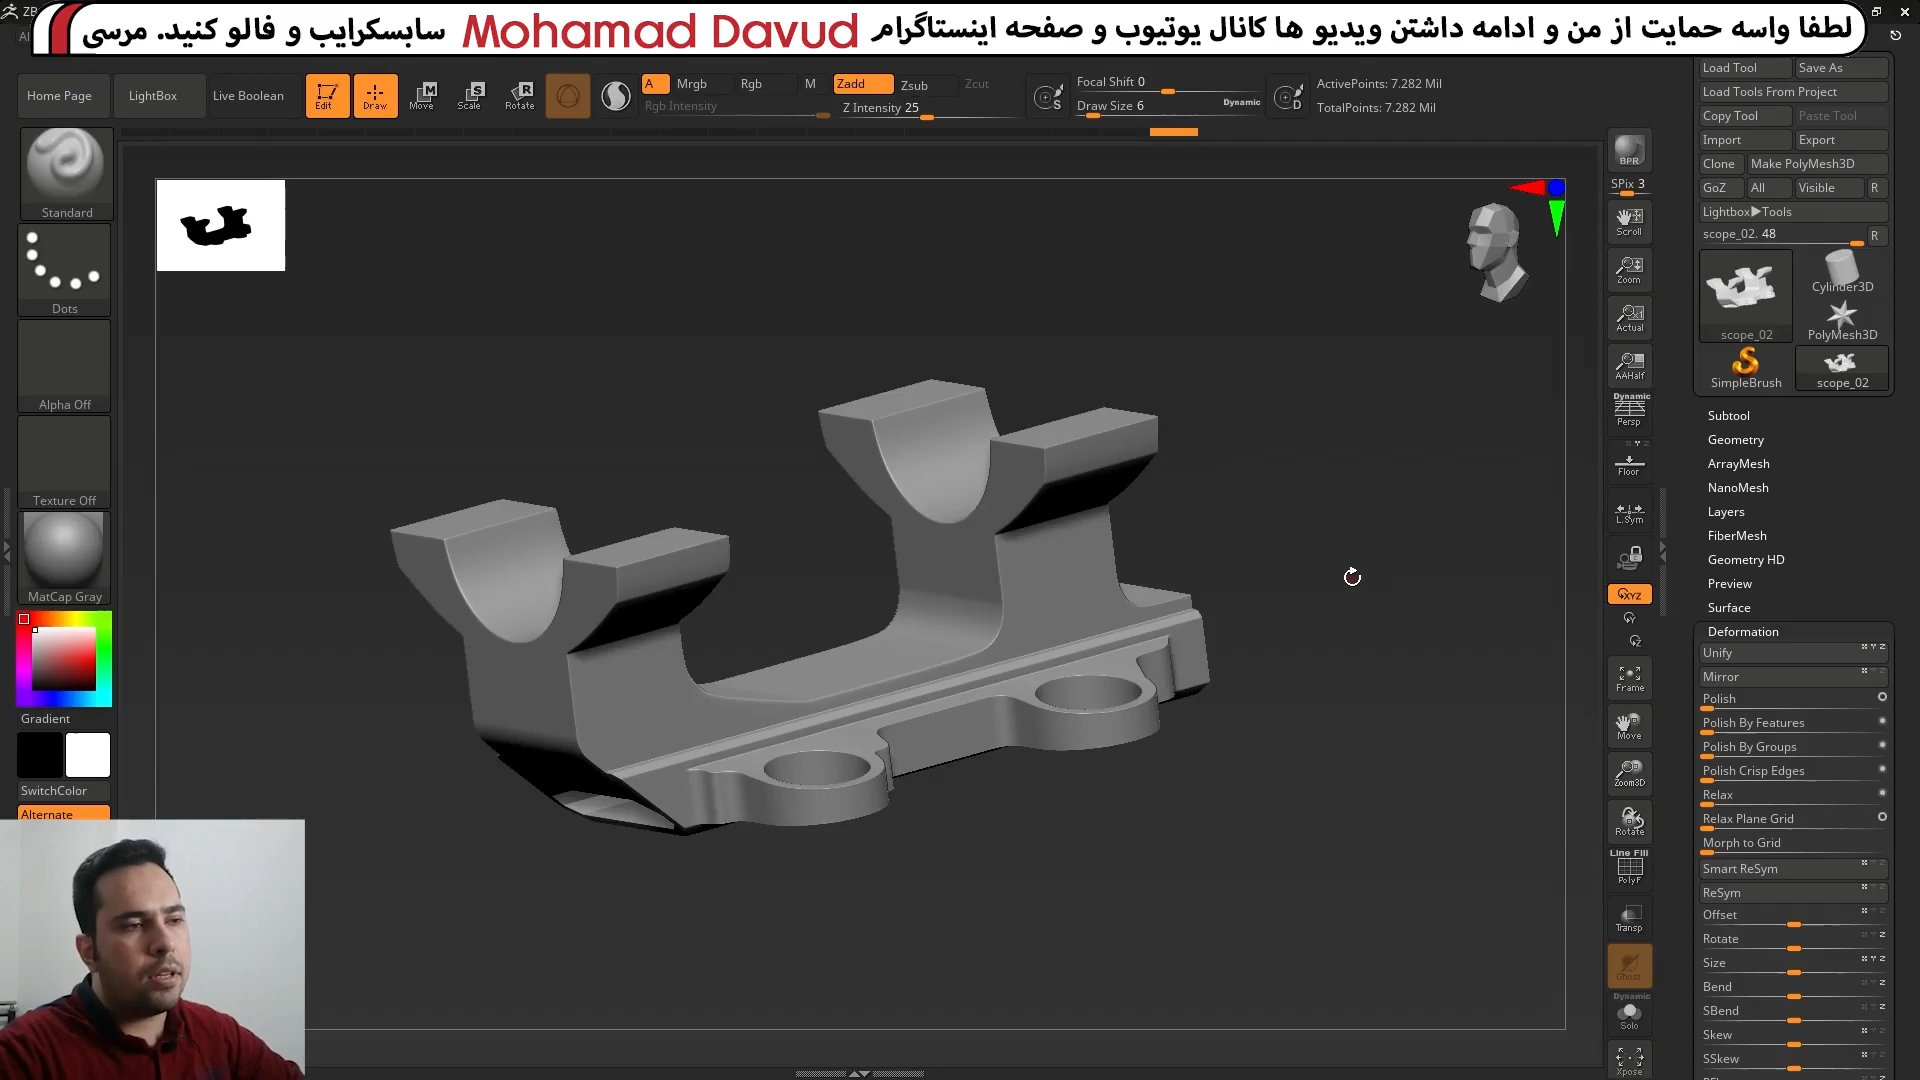 ZB
لطفا واسه حمایت از من و ادامه داشتن ویدیو ها کانال یوتیوب و صفحه اینستاگرام Mohamad Davud سابسکرایب و فالو کنید. مرسی
Al
Home Page
LightBox
Live Boolean
Edit
Draw
Move
Scale
Rotate
A
Mrgb
Rgb
M
Zadd
Zsub
Zcut
Rgb Intensity
Z Intensity 25
S
Focal Shift 0
Draw Size 6
Dynamic
D
ActivePoints: 7.282 Mil
TotalPoints: 7.282 Mil
Standard
Dots
Alpha Off
Texture Off
MatCap Gray
Gradient
SwitchColor
Alternate
BPR
SPix 3
Scroll
Zoom
Actual
AAHalf
Dynamic
Persp
Floor
L.Sym
XYZ
Y
Z
Frame
Move
Zoom3D
Rotate
Line Fill
PolyF
Transp
Ghost
Dynamic
Solo
Xpose
Load Tool
Save As
Load Tools From Project
Copy Tool
Paste Tool
Import
Export
Clone
Make PolyMesh3D
GoZ
All
Visible
R
Lightbox▶Tools
scope_02. 48
R
scope_02
Cylinder3D
PolyMesh3D
SimpleBrush
scope_02
Subtool
Geometry
ArrayMesh
NanoMesh
Layers
FiberMesh
Geometry HD
Preview
Surface
Deformation
Unify
Mirror
Polish
Polish By Features
Polish By Groups
Polish Crisp Edges
Relax
Relax Plane Grid
Morph to Grid
Smart ReSym
ReSym
Offset
Rotate
Size
Bend
SBend
Skew
SSkew